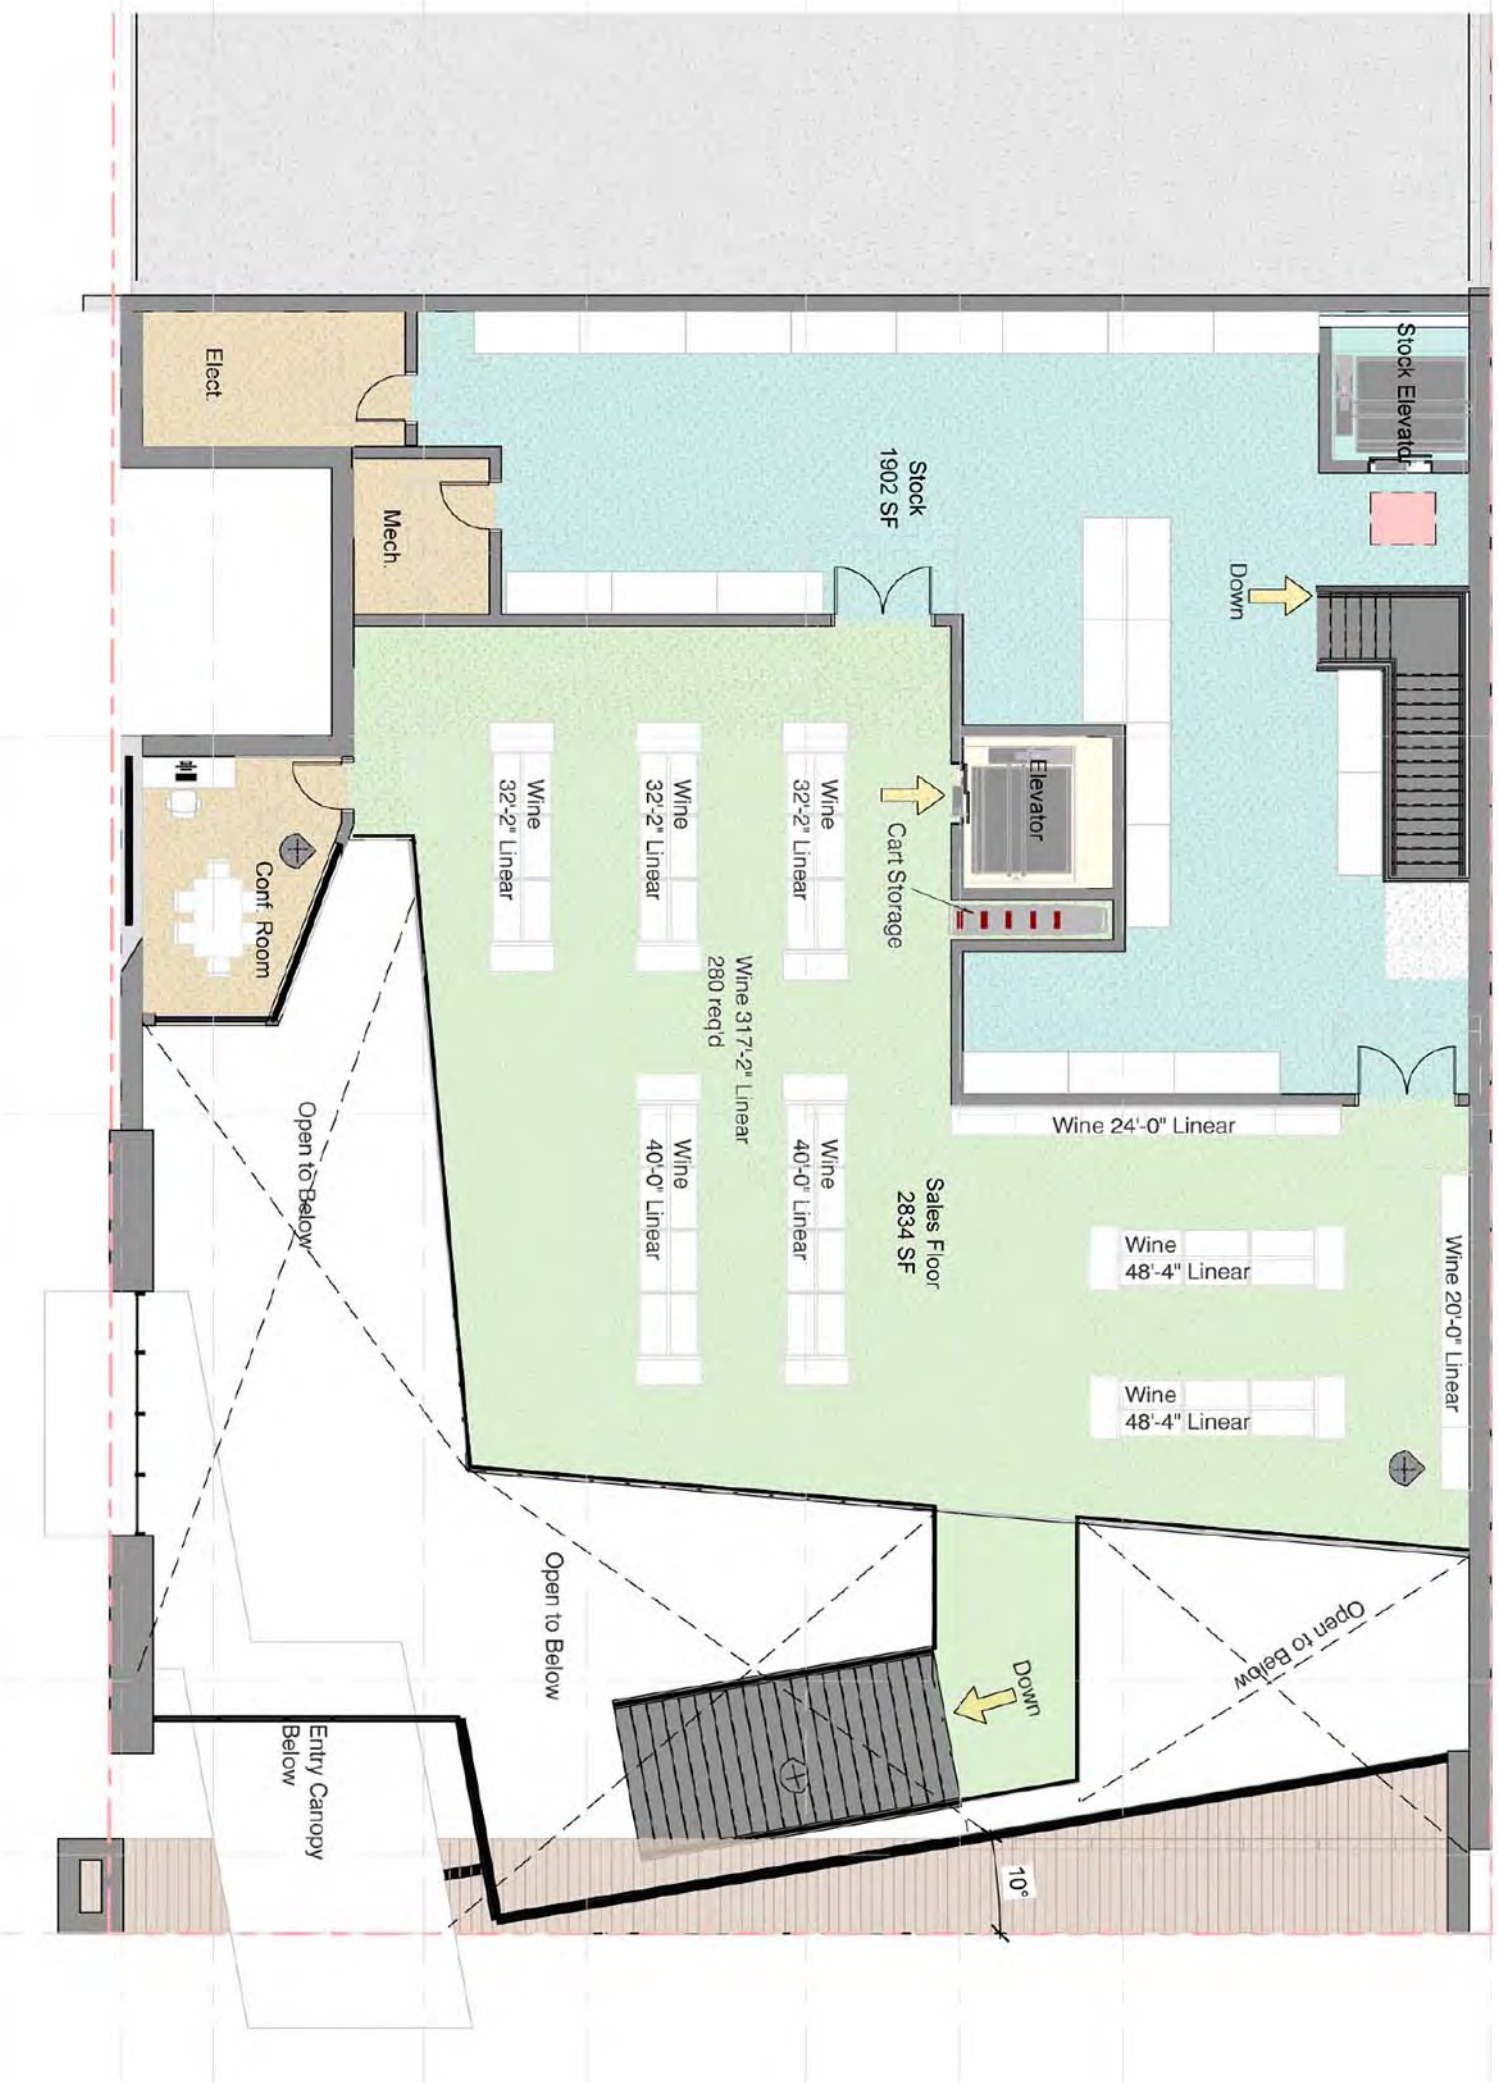 Elect.
Mech.
Stock
1902 SF
Stock Elevator
Down
Elevator
Cart Storage
Conf. Room
Wine
32'-2" Linear
Wine
32'-2" Linear
Wine
32'-2" Linear
Wine 317'-2" Linear
280 req'd
Wine
40'-0" Linear
Wine
40'-0" Linear
Sales Floor
2834 SF
Wine 24'-0" Linear
Wine
48'-4" Linear
Wine
48'-4" Linear
Wine 20'-0" Linear
Open to Below
Open to Below
Open to Below
Down
Entry Canopy
Below
10°